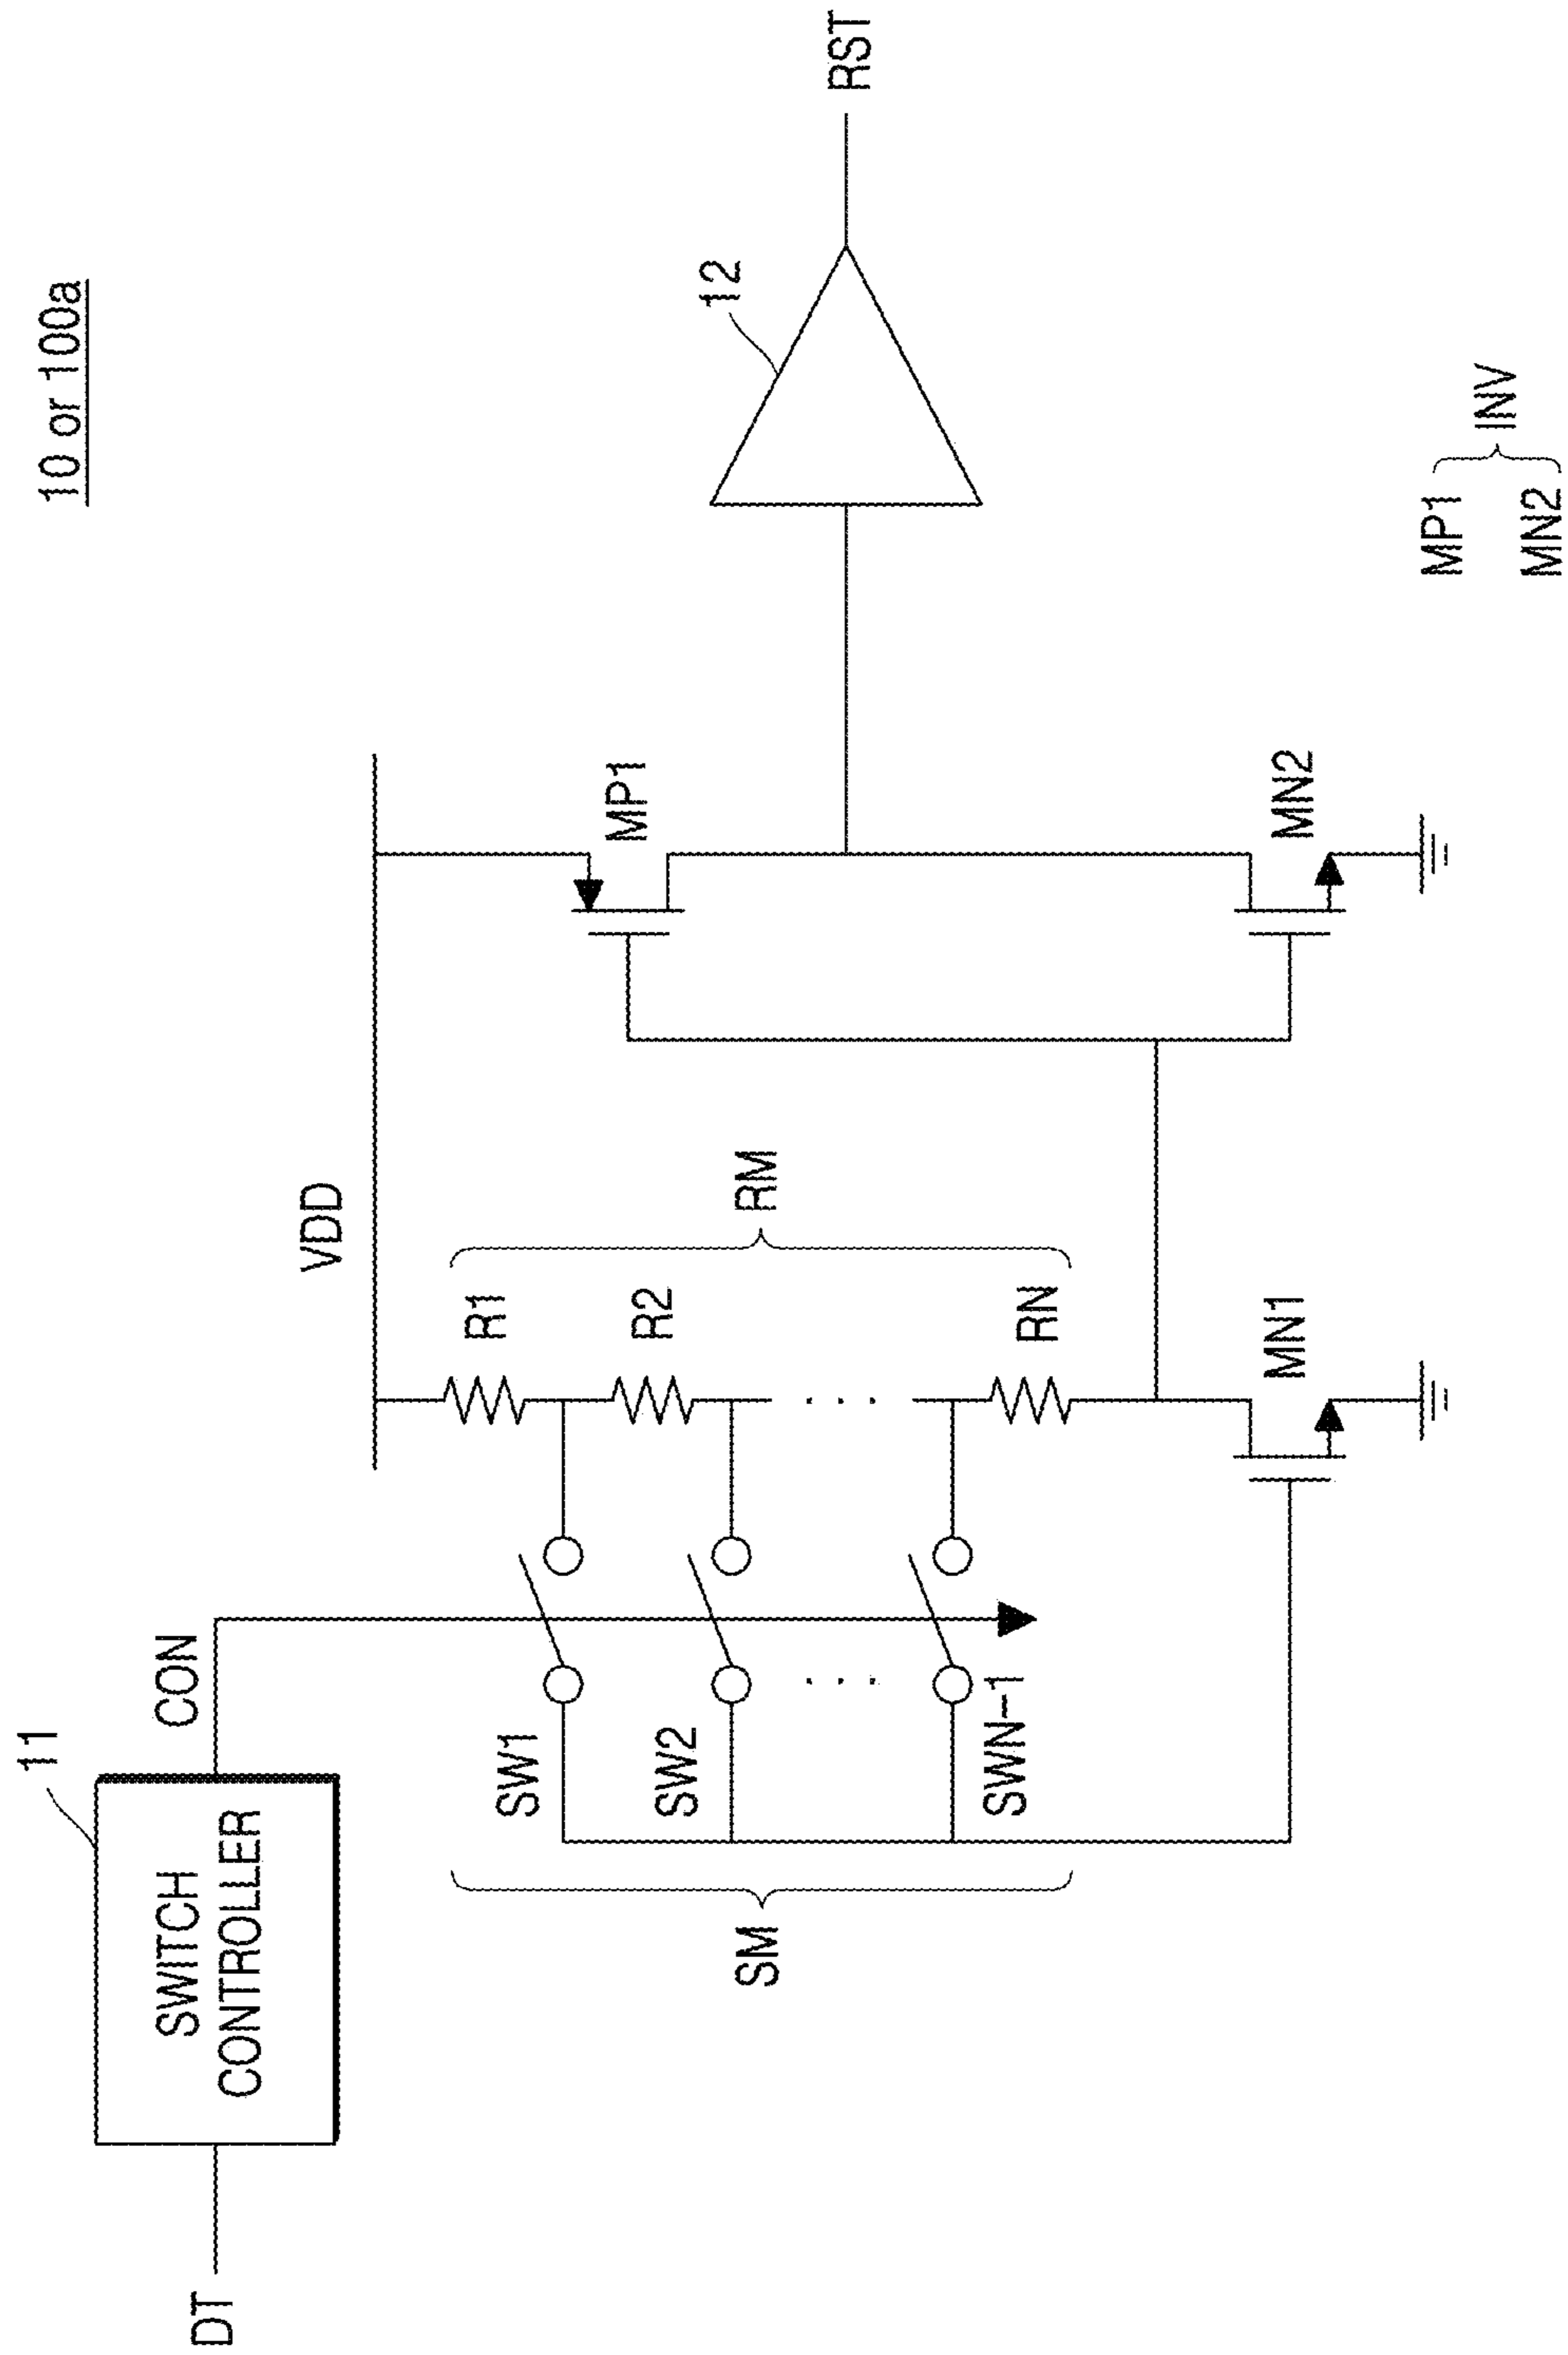 10 or 100a
11
SWITCH
CONTROLLER
DT
CON
VDD
SW1
SW2
SWN-1
SM
R1
R2
RN
RM
MN1
MP1
MN2
12
RST
MP1
MN2
INV